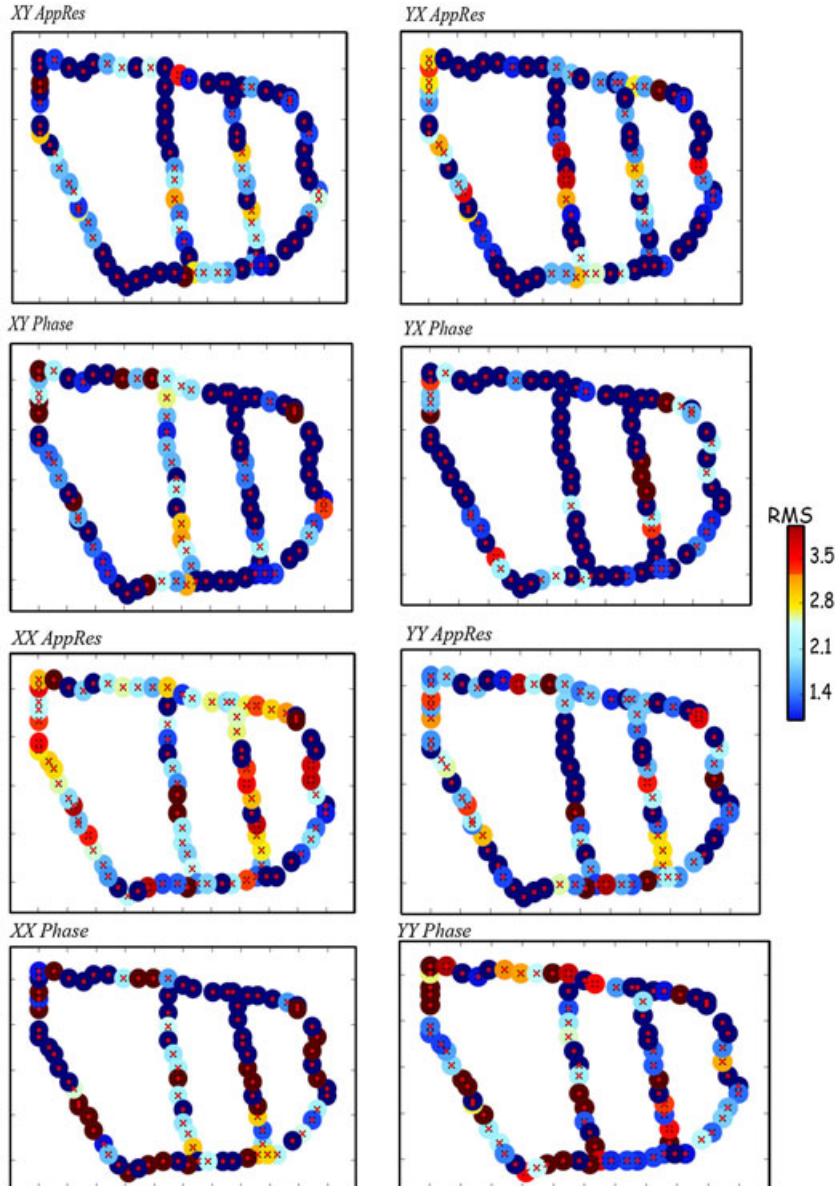 XY AppRes
YX AppRes
XY Phase
YX Phase
RMS
3.5
2.8
2.1
1.4
XX AppRes
YY AppRes
XX Phase
YY Phase